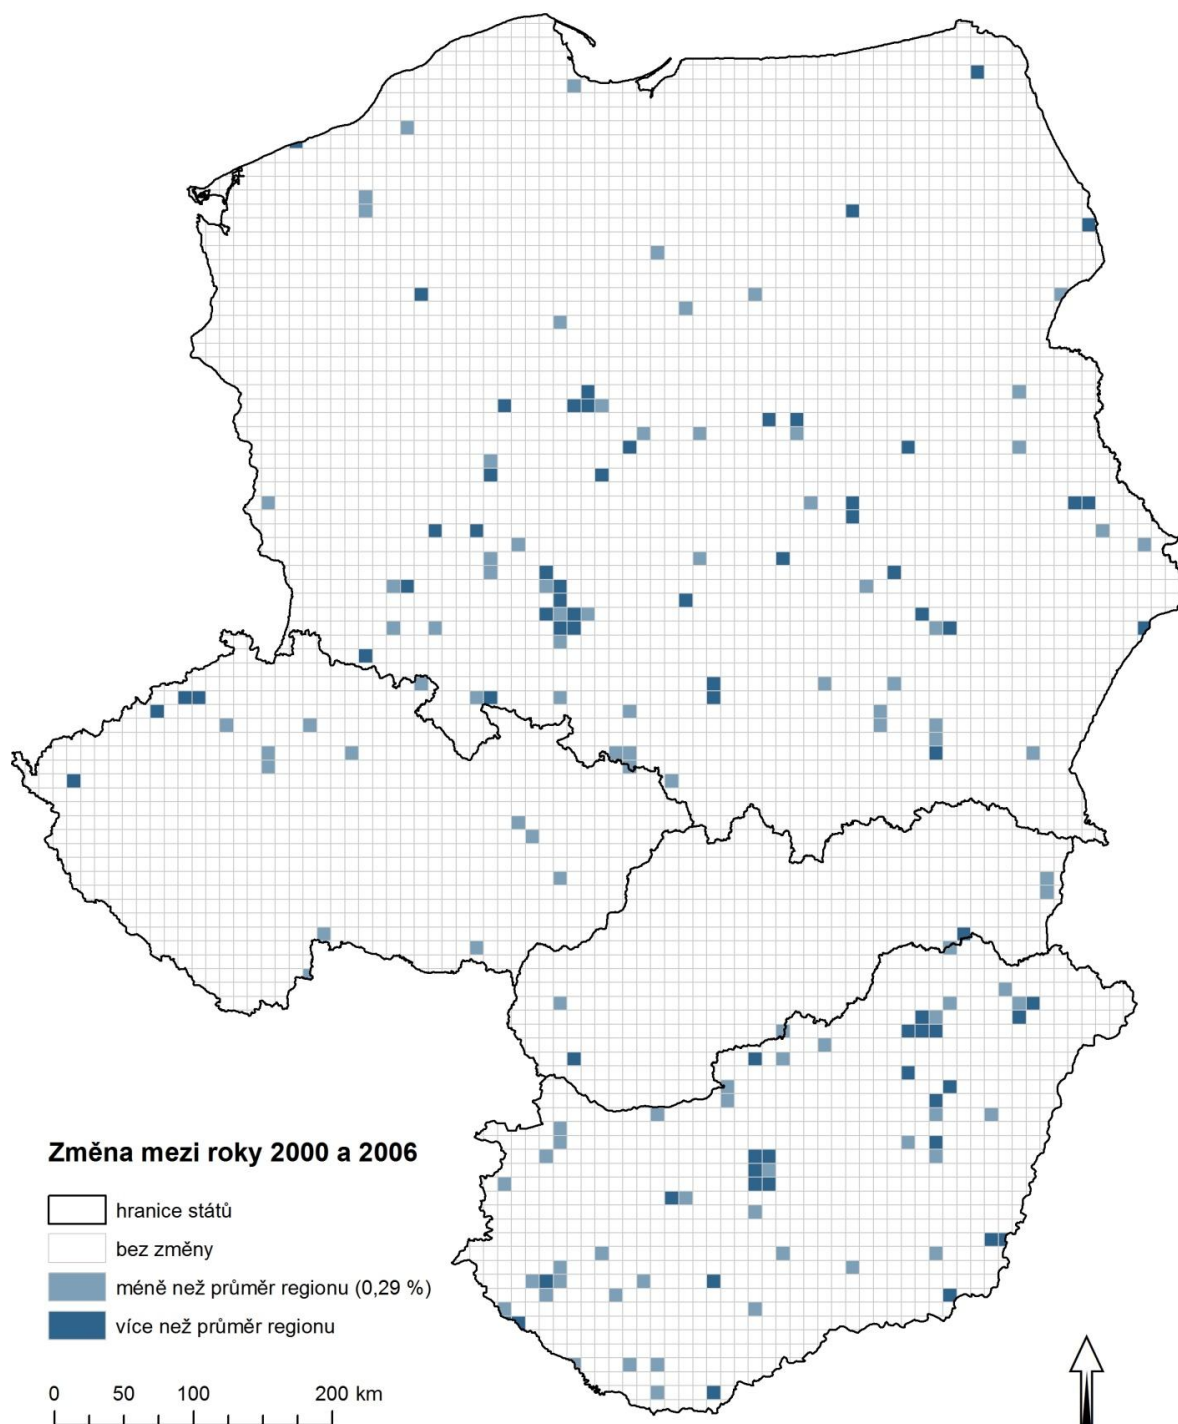 Změna mezi roky 2000 a 2006
hranice států
bez změny
méně než průměr regionu (0,29 %)
více než průměr regionu
0 50 100 200 km